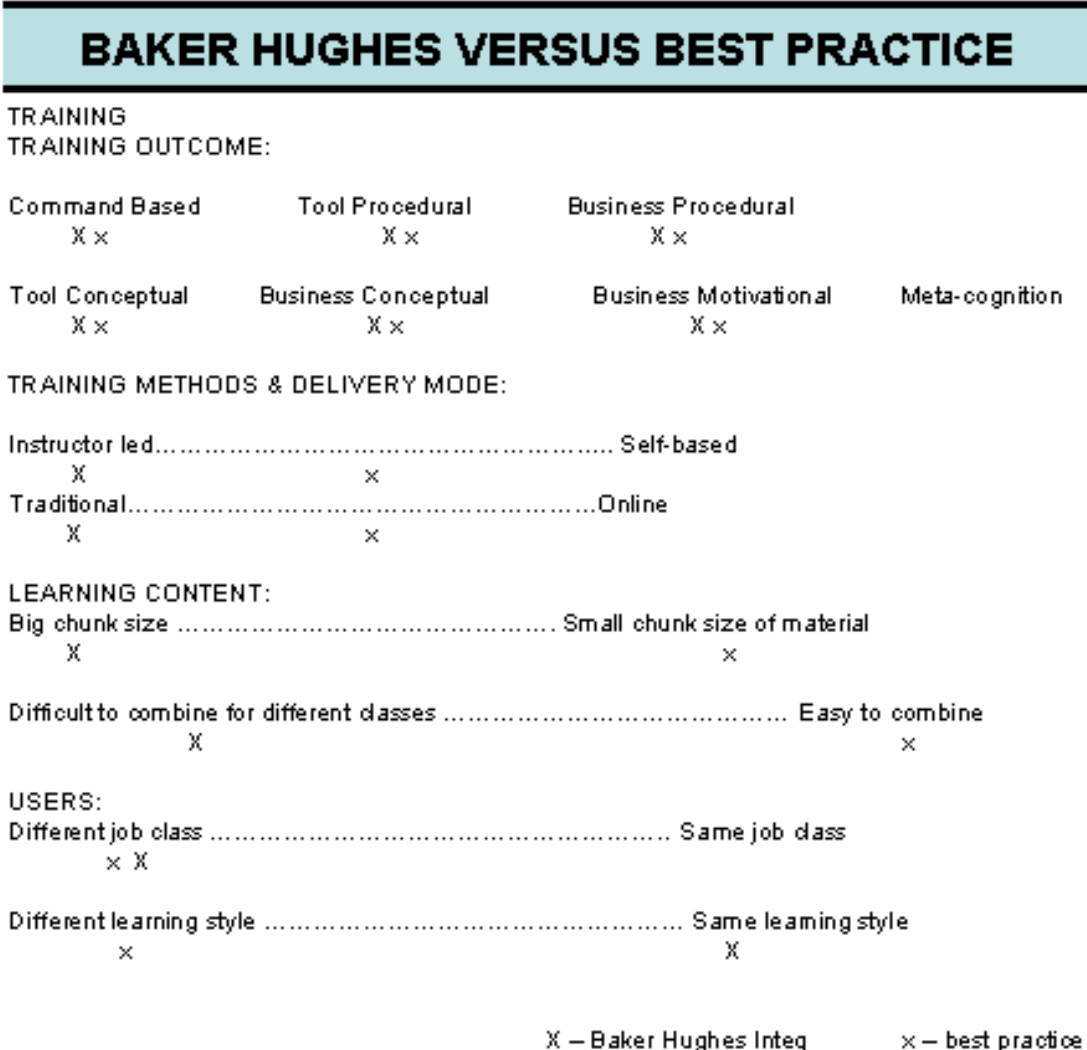 BAKER HUGHES VERSUS BEST PRACTICE
TRAINING
TRAINING OUTCOME:
Command Based Tool Procedural Business Procedural
X x X x X x
Tool Conceptual Business Conceptual Business Motivational Meta-cognition
X x X x X x
TRAINING METHODS & DELIVERY MODE:
Instructor led........................................................ Self-based
X x
Traditional.........................................................Online
X x
LEARNING CONTENT:
Big chunk size .............................................. Small chunk size of material
X x
Difficult to combine for different classes .......................................... Easy to combine
X x
USERS:
Different job class ........................................................ Same job class
x X
Different learning style ................................................... Same learning style
x X
X – Baker Hughes Inteq x – best practice